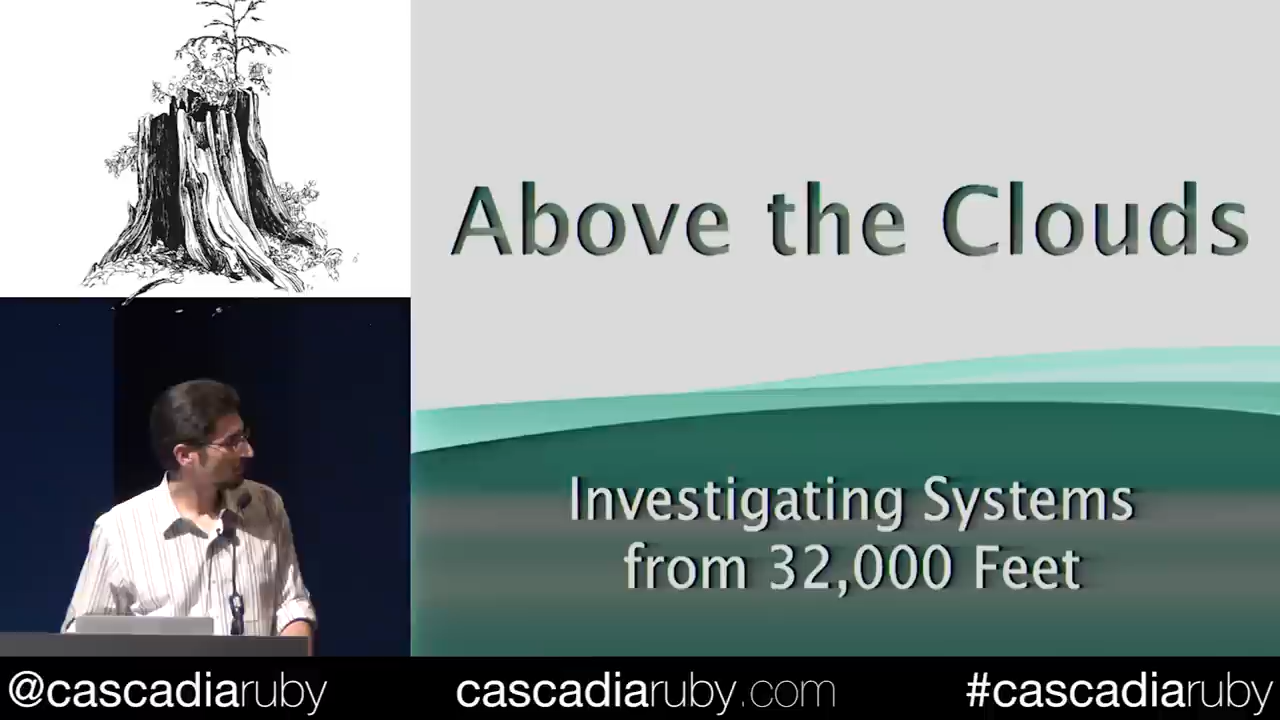 Above the Clouds
Investigating Systems
from 32,000 Feet
@cascadiaruby
cascadiaruby.com
#cascadiaruby